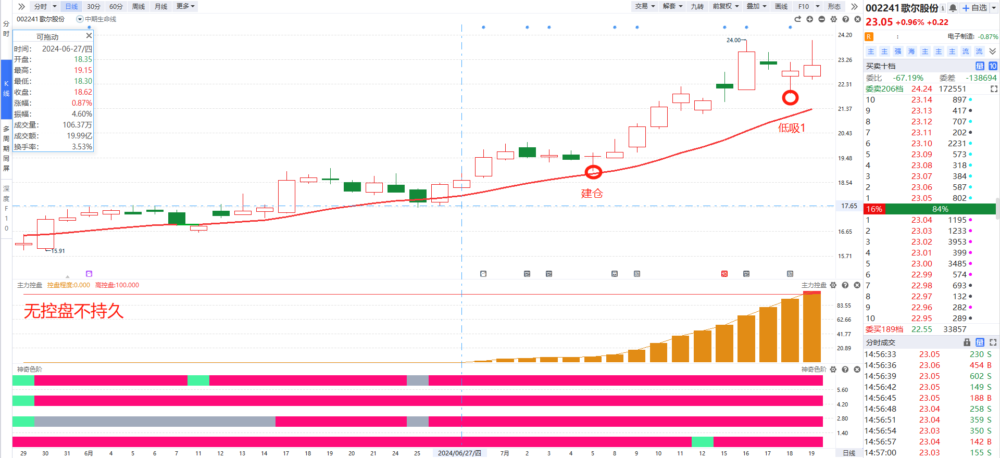 分时 日线 30分 60分 周线 月线 更多
交易 解套 九转 前复权 叠加 画线 F10 形态
002241 歌尔股份 中期生命线
24.20
23.26
22.31
21.37
20.43
19.48
18.54
17.65
16.65
15.71
分时
K线
多周期同屏
深度F10
可拖动
时间: 2024-06-27/四
开盘: 18.35
最高: 19.15
最低: 18.30
收盘: 18.62
涨幅: 0.87%
振幅: 4.60%
成交量: 106.37万
成交额: 19.99亿
换手率: 3.53%
24.00
低吸1
建仓
15.91
主力控盘 控盘程度:0.000 高控盘:100.000
主力控盘
无控盘不持久
83.55
62.66
41.77
20.89
神奇色阶
神奇色阶
5.60
4.20
2.80
1.40
29 30 31 6月 4 5 6 7 11 12 13 14 17 18 19 20 21 24 25 2024/06/27/四 7月 2 3 4 5 8 9 10 11 12 15 16 17 18 19 日线
002241 歌尔股份 自选
23.05 +0.96% +0.22
R : 电子制造: -0.87%
主 主 强 海 主 主 主 流 流
买卖十档 量 10
委比 -67.19% 委差 -138694
委卖206档 24.24 172551
10 23.14 897
9 23.13 417
8 23.12 707
7 23.11 202
6 23.10 2231
5 23.09 573
4 23.08 318
3 23.07 384
2 23.06 587
1 23.05 802
16% 84%
1 23.04 1195
2 23.03 1233
3 23.02 3953
4 23.01 399
5 23.00 3485
6 22.99 574
7 22.98 693
8 22.97 132
9 22.96 282
10 22.95 289
委买189档 22.55 33857
分时成交 量
14:56:33 23.05 230 S
14:56:36 23.06 454 B
14:56:39 23.05 602 S
14:56:42 23.05 149 S
14:56:45 23.05 188 B
14:56:48 23.04 258 S
14:56:51 23.04 359 S
14:56:54 23.03 350 S
14:56:57 23.04 142 B
14:57:00 23.03 155 S